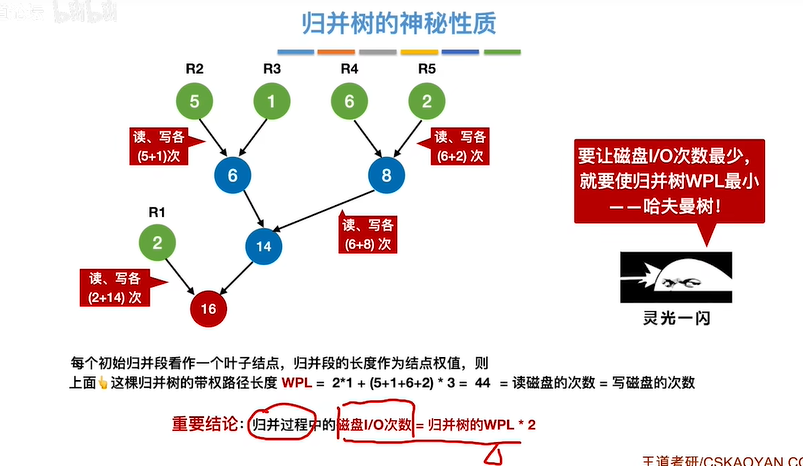 归并树的神秘性质
R2 R3 R4 R5
5 1 6 2
读、写各
(5+1)次
读、写各
(6+2) 次
6 8
读、写各
(6+8) 次
R1
2 14
读、写各
(2+14) 次
16
要让磁盘I/O次数最少，
就要使归并树WPL最小
——哈夫曼树！
灵光一闪
每个初始归并段看作一个叶子结点，归并段的长度作为结点权值，则
上面👆这棵归并树的带权路径长度 WPL = 2*1 + (5+1+6+2) * 3 = 44 = 读磁盘的次数 = 写磁盘的次数
重要结论：归并过程中的磁盘I/O次数 = 归并树的WPL * 2
王道考研/CSKAOYAN.CO